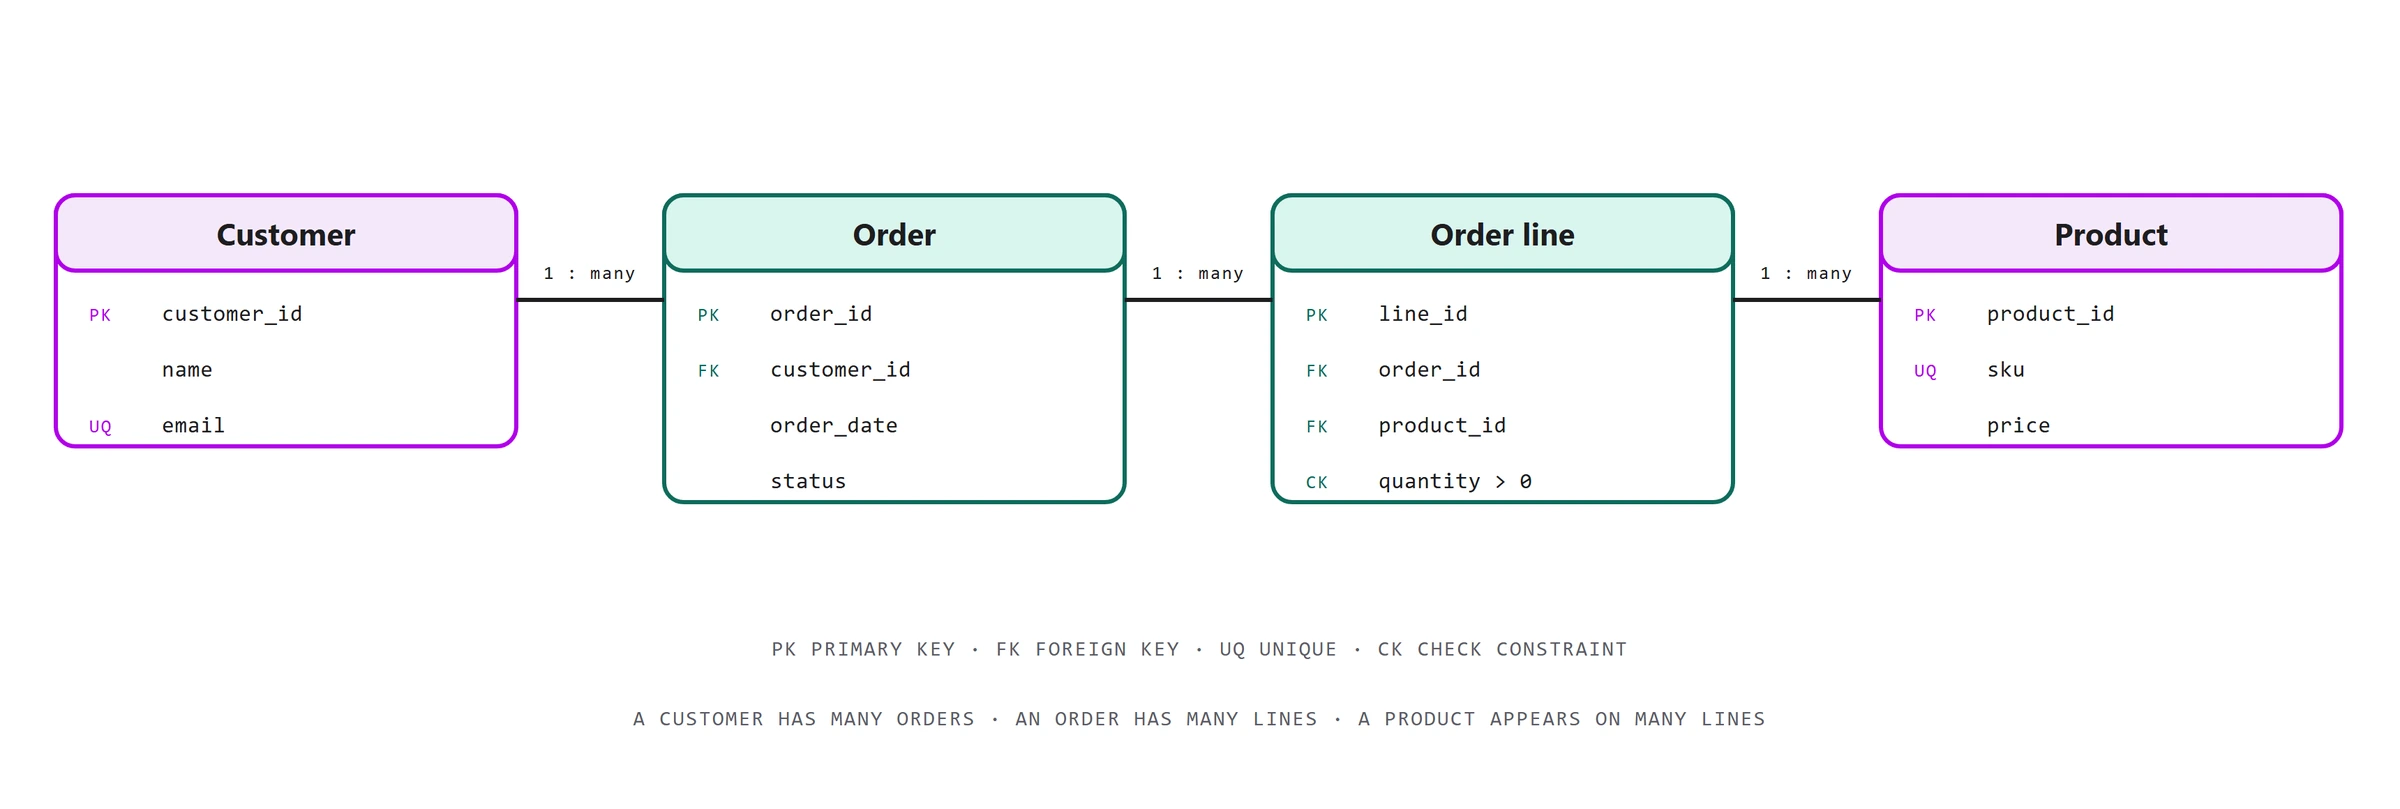 Customer
PK customer_id
name
UQ email
1 : many
Order
PK order_id
FK customer_id
order_date
status
1 : many
Order line
PK line_id
FK order_id
FK product_id
CK quantity > 0
1 : many
Product
PK product_id
UQ sku
price
PK PRIMARY KEY · FK FOREIGN KEY · UQ UNIQUE · CK CHECK CONSTRAINT
A CUSTOMER HAS MANY ORDERS · AN ORDER HAS MANY LINES · A PRODUCT APPEARS ON MANY LINES